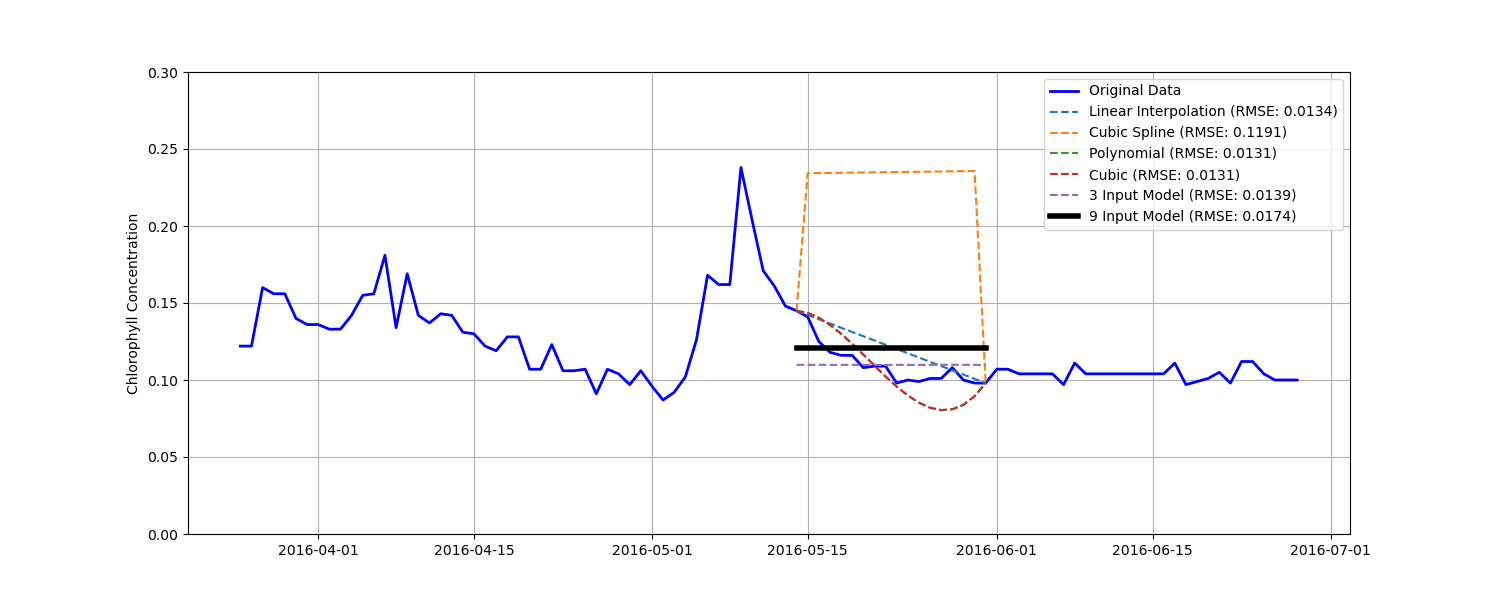 0.30
0.25
0.20
0.15
0.10
0.05
0.00
Chlorophyll Concentration
2016-04-01 2016-04-15 2016-05-01 2016-05-15 2016-06-01 2016-06-15 2016-07-01
Original Data
Linear Interpolation (RMSE: 0.0134)
Cubic Spline (RMSE: 0.1191)
Polynomial (RMSE: 0.0131)
Cubic (RMSE: 0.0131)
3 Input Model (RMSE: 0.0139)
9 Input Model (RMSE: 0.0174)